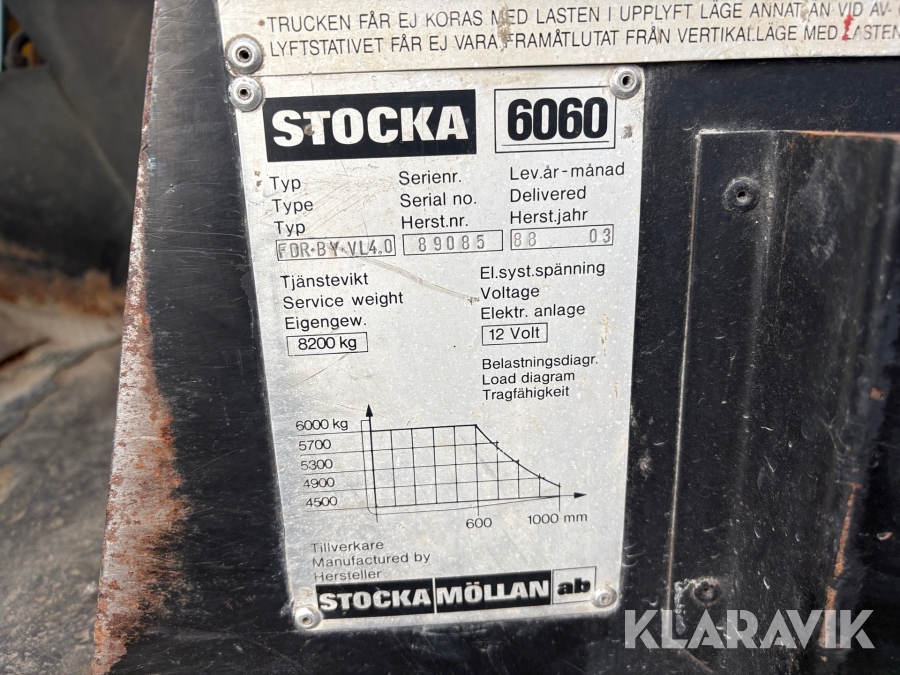 TRUCKEN FÅR EJ KÖRAS MED LASTEN I UPPLYFT LÄGE ANNAT ÄN VID AV-
LYFTSTATIVET FÅR EJ VARA FRAMÅTLUTAT FRÅN VERTIKALLÄGE MED LASTEN
STOCKA 6060
Typ Serienr. Lev.år-månad
Type Serial no. Delivered
Typ Herst.nr. Herst.jahr
FDR·BY·VL4.0 89085 88 03
Tjänstevikt El.syst.spänning
Service weight Voltage
Eigengew. Elektr. anlage
8200 kg 12 Volt
Belastningsdiagr.
Load diagram
Tragfähigkeit
6000 kg
5700
5300
4900
4500
600 1000 mm
Tillverkare
Manufactured by
Hersteller
STOCKA MÖLLAN ab
KLARAVIK